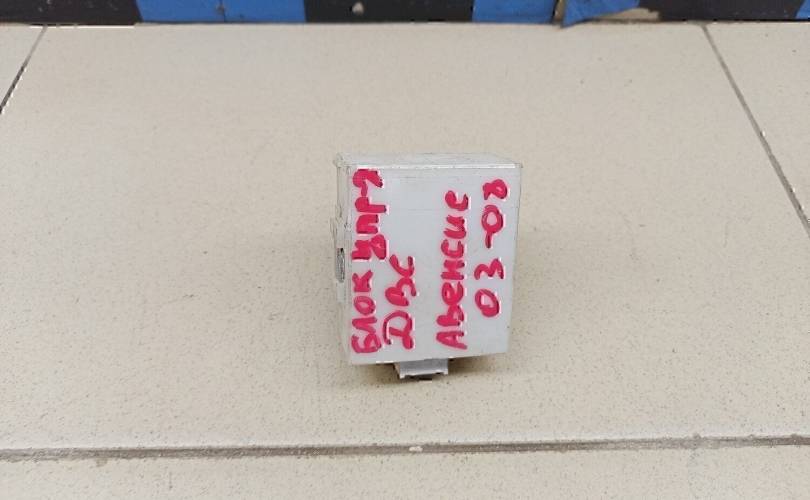 Блок упр-я
ДВС
Авенсис
03-08